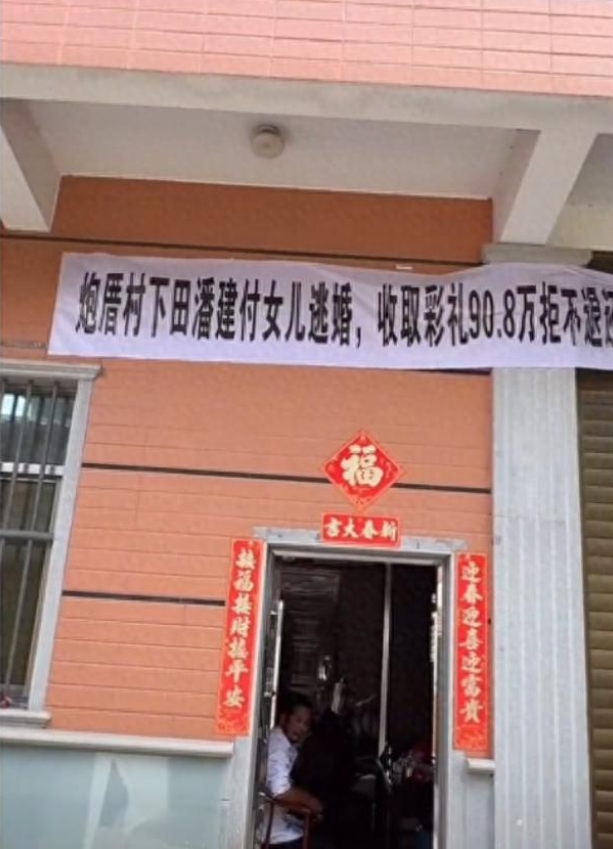 炮厝村下田潘建付女儿逃婚，收取彩礼90.8万拒不退
福
新春大吉
迎春迎喜迎富貴
接福接財接平安